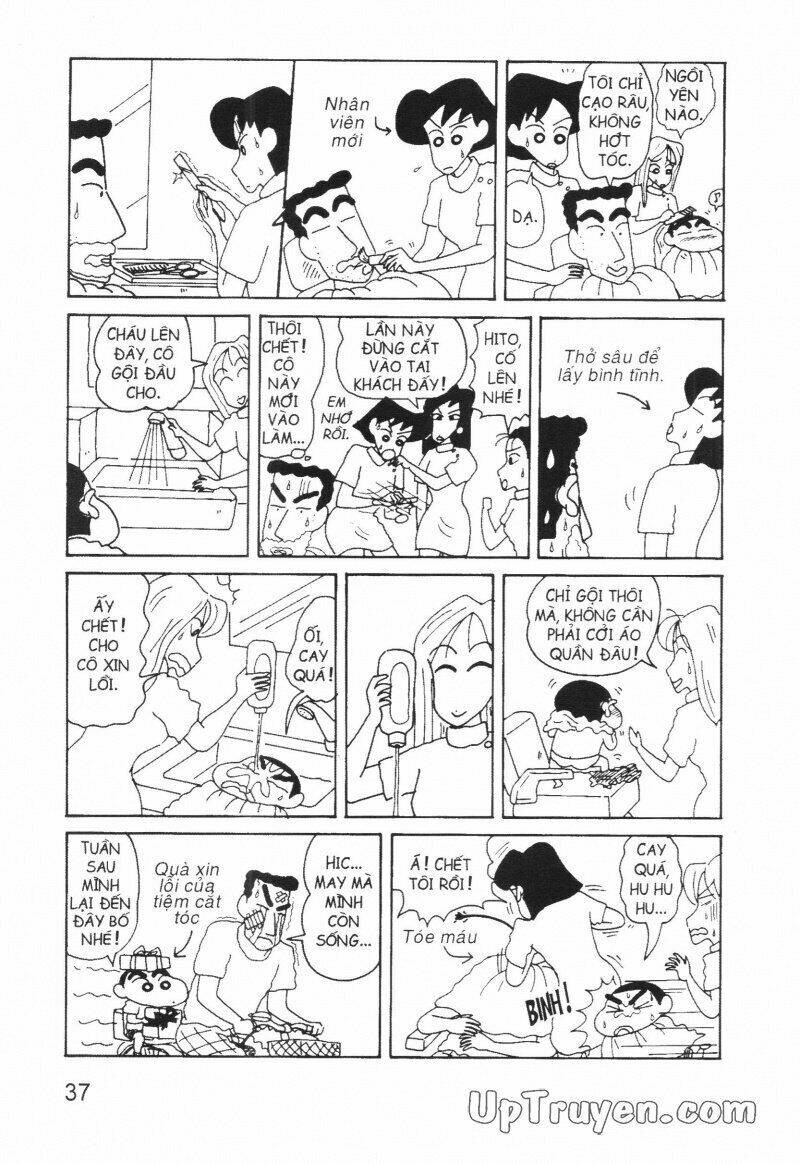 NGỒI
YÊN
NÀO.
TÔI CHỈ
CẠO RÂU,
KHÔNG
HỚT
TÓC.
DẠ.
Nhân
viên
mới
Thở sâu để
lấy bình tĩnh.
HITO,
CỐ
LÊN
NHÉ!
LẦN NÀY
ĐỪNG CẮT
VÀO TAI
KHÁCH ĐẤY!
EM
NHỚ
RỒI.
THÔI
CHẾT!
CÔ
NÀY
MỚI
VÀO
LÀM...
CHÁU LÊN
ĐÂY, CÔ
GỘI ĐẦU
CHO.
CHỈ GỘI THÔI
MÀ, KHÔNG CẦN
PHẢI CỞI ÁO
QUẦN ĐÂU!
ỐI,
CAY
QUÁ!
ẤY
CHẾT!
CHO
CÔ XIN
LỖI.
CAY
QUÁ,
HU HU
HU...
Á! CHẾT
TÔI RỒI!
Tóe máu
BINH!
HIC...
MAY MÀ
MÌNH
CÒN
SỐNG...
Quà xin
lỗi của
tiệm cắt
tóc
TUẦN
SAU
MÌNH
LẠI ĐẾN
ĐÂY BỐ
NHÉ!
37
UpTruyen.com